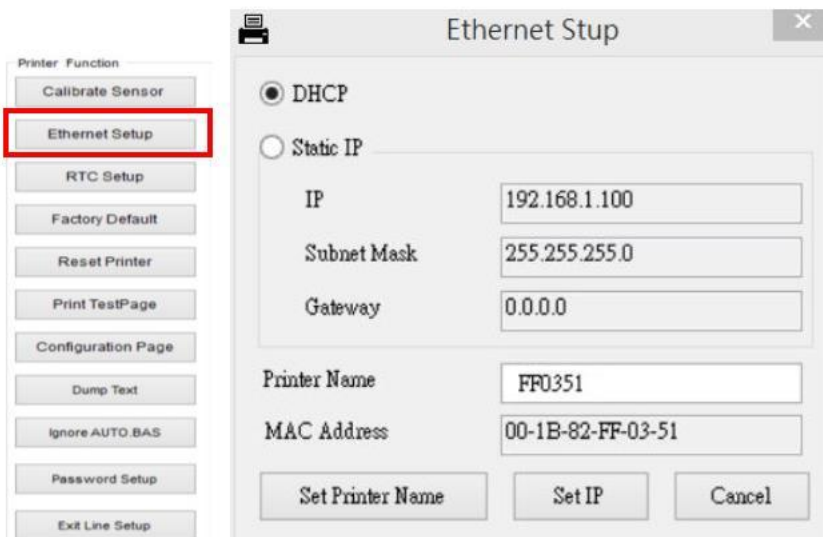 Printer Function
Calibrate Sensor
Ethernet Setup
RTC Setup
Factory Default
Reset Printer
Print TestPage
Configuration Page
Dump Text
Ignore AUTO.BAS
Password Setup
Exit Line Setup
Ethernet Stup
DHCP
Static IP
IP 192.168.1.100
Subnet Mask 255.255.255.0
Gateway 0.0.0.0
Printer Name FF0351
MAC Address 00-1B-82-FF-03-51
Set Printer Name Set IP Cancel